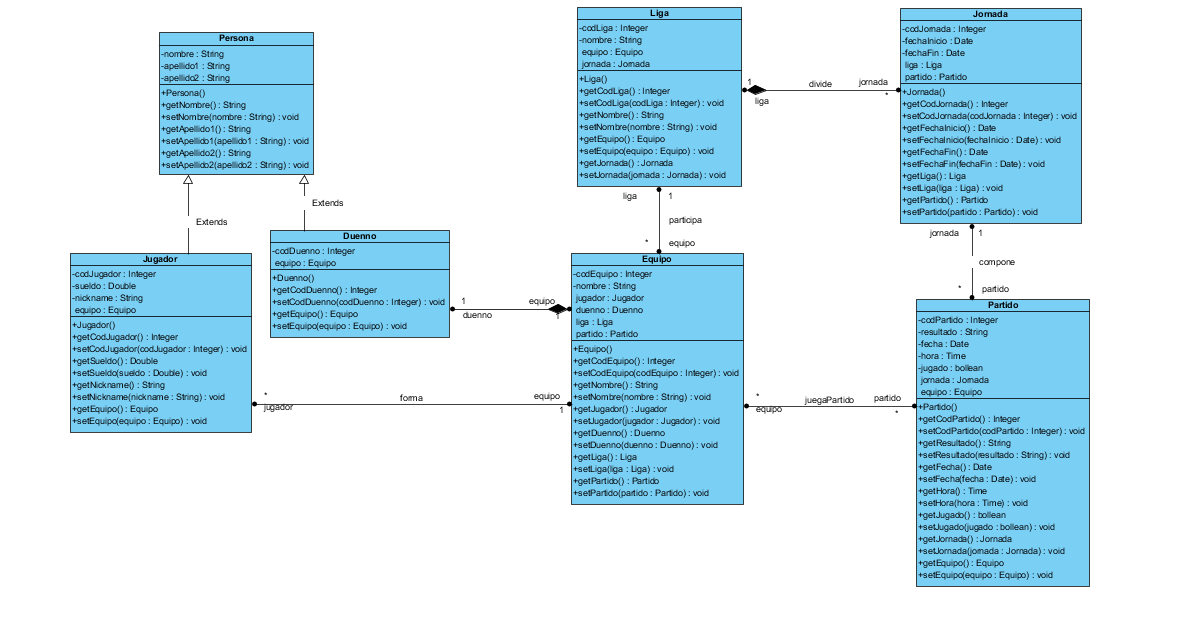 Persona
-nombre : String
-apellido1 : String
-apellido2 : String
+Persona()
+getNombre() : String
+setNombre(nombre : String) : void
+getApellido1() : String
+setApellido1(apellido1 : String) : void
+getApellido2() : String
+setApellido2(apellido2 : String) : void
Extends
Extends
Jugador
-codJugador : Integer
-sueldo : Double
-nickname : String
equipo : Equipo
+Jugador()
+getCodJugador() : Integer
+setCodJugador(codJugador : Integer) : void
+getSueldo() : Double
+setSueldo(sueldo : Double) : void
+getNickname() : String
+setNickname(nickname : String) : void
+getEquipo() : Equipo
+setEquipo(equipo : Equipo) : void
Duenno
-codDuenno : Integer
equipo : Equipo
+Duenno()
+getCodDuenno() : Integer
+setCodDuenno(codDuenno : Integer) : void
+getEquipo() : Equipo
+setEquipo(equipo : Equipo) : void
1
duenno
equipo
1
*
jugador
forma
equipo
1
Liga
-codLiga : Integer
-nombre : String
equipo : Equipo
jornada : Jornada
+Liga()
+getCodLiga() : Integer
+setCodLiga(codLiga : Integer) : void
+getNombre() : String
+setNombre(nombre : String) : void
+getEquipo() : Equipo
+setEquipo(equipo : Equipo) : void
+getJornada() : Jornada
+setJornada(jornada : Jornada) : void
1
liga
divide
jornada
*
liga
1
participa
*
equipo
Equipo
-codEquipo : Integer
-nombre : String
jugador : Jugador
duenno : Duenno
liga : Liga
partido : Partido
+Equipo()
+getCodEquipo() : Integer
+setCodEquipo(codEquipo : Integer) : void
+getNombre() : String
+setNombre(nombre : String) : void
+getJugador() : Jugador
+setJugador(jugador : Jugador) : void
+getDuenno() : Duenno
+setDuenno(duenno : Duenno) : void
+getLiga() : Liga
+setLiga(liga : Liga) : void
+getPartido() : Partido
+setPartido(partido : Partido) : void
*
equipo
juegaPartido
partido
*
Jornada
-codJornada : Integer
-fechaInicio : Date
-fechaFin : Date
liga : Liga
partido : Partido
+Jornada()
+getCodJornada() : Integer
+setCodJornada(codJornada : Integer) : void
+getFechaInicio() : Date
+setFechaInicio(fechaInicio : Date) : void
+getFechaFin() : Date
+setFechaFin(fechaFin : Date) : void
+getLiga() : Liga
+setLiga(liga : Liga) : void
+getPartido() : Partido
+setPartido(partido : Partido) : void
jornada
1
compone
*
partido
Partido
-codPartido : Integer
-resultado : String
-fecha : Date
-hora : Time
-jugado : bollean
jornada : Jornada
equipo : Equipo
+Partido()
+getCodPartido() : Integer
+setCodPartido(codPartido : Integer) : void
+getResultado() : String
+setResultado(resultado : String) : void
+getFecha() : Date
+setFecha(fecha : Date) : void
+getHora() : Time
+setHora(hora : Time) : void
+getJugado() : bollean
+setJugado(jugado : bollean) : void
+getJornada() : Jornada
+setJornada(jornada : Jornada) : void
+getEquipo() : Equipo
+setEquipo(equipo : Equipo) : void